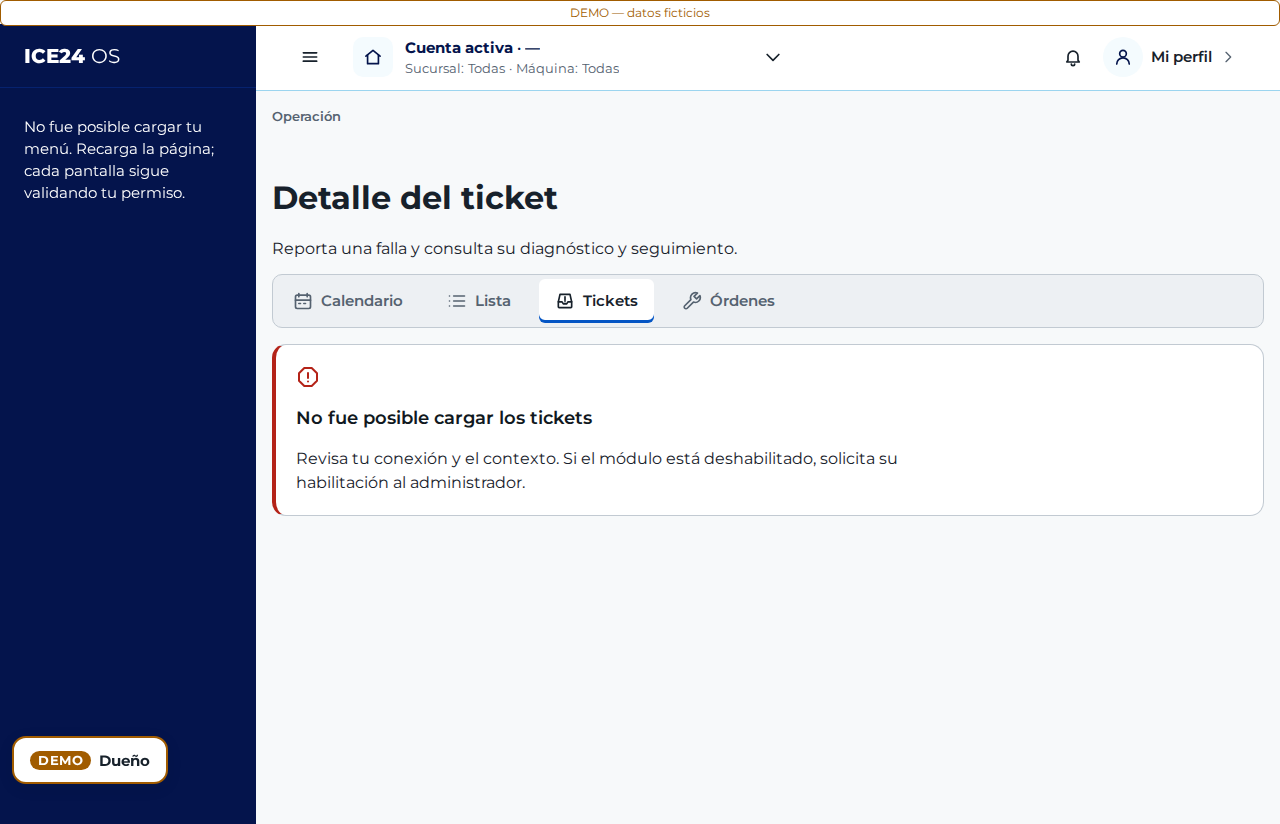 DEMO — datos ficticios
ICE24 OS
Cuenta activa · —
Sucursal: Todas · Máquina: Todas
Mi perfil
No fue posible cargar tu
menú. Recarga la página;
cada pantalla sigue
validando tu permiso.
Operación
Detalle del ticket
Reporta una falla y consulta su diagnóstico y seguimiento.
Calendario
Lista
Tickets
Órdenes
No fue posible cargar los tickets
Revisa tu conexión y el contexto. Si el módulo está deshabilitado, solicita su
habilitación al administrador.
DEMO Dueño